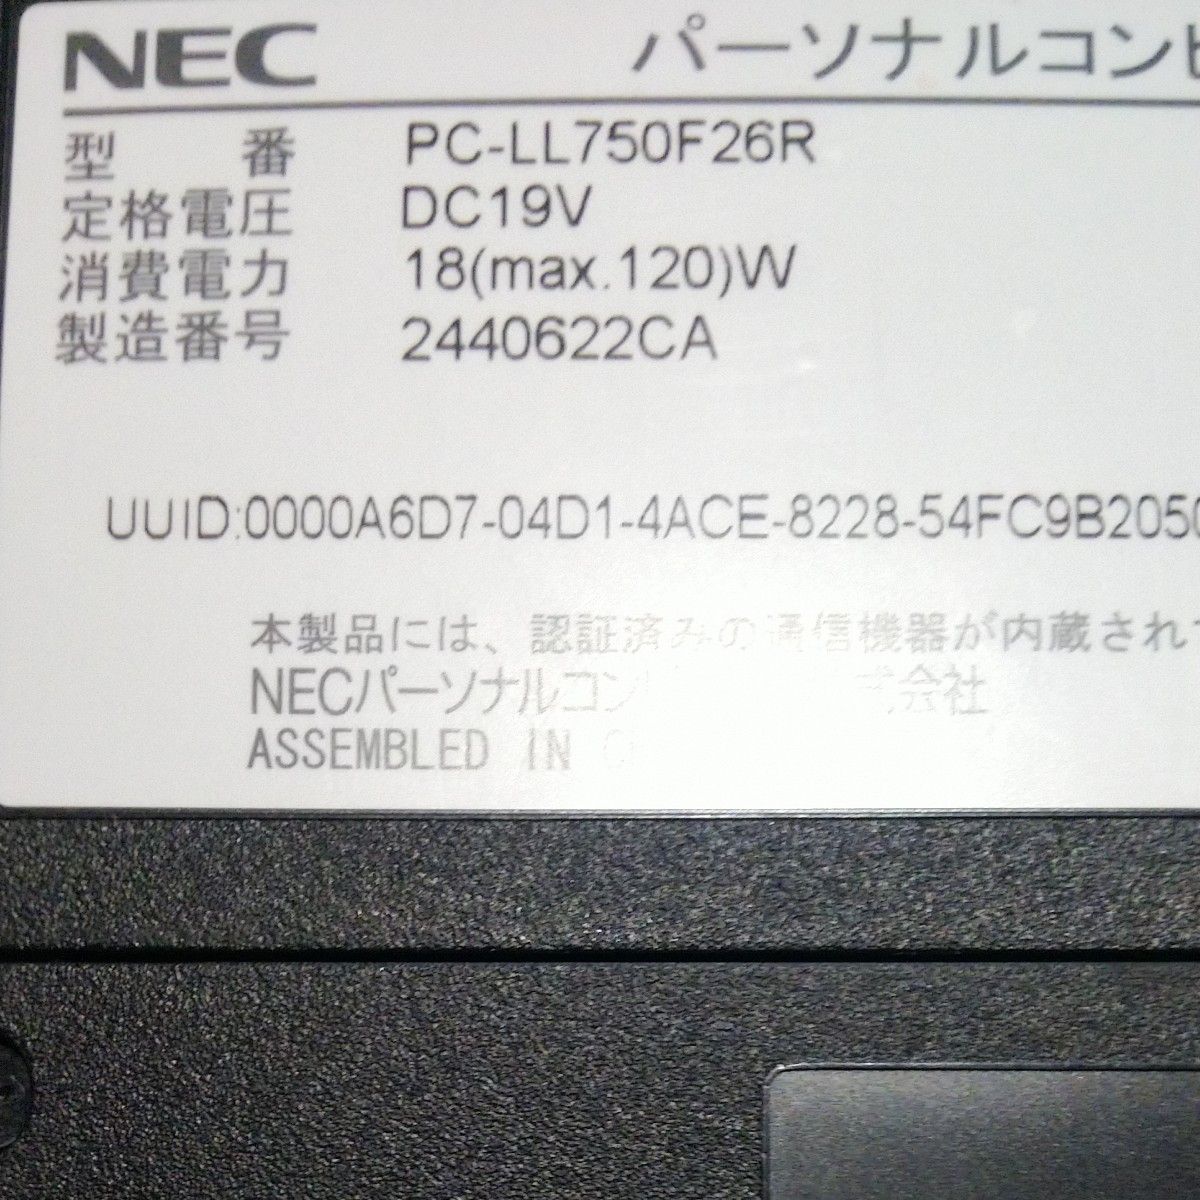 NEC パーソナルコンピ
型番 PC-LL750F26R
定格電圧 DC19V
消費電力 18(max.120)W
製造番号 2440622CA
UUID:0000A6D7-04D1-4ACE-8228-54FC9B205
本製品には、認証済みの通信機器が内蔵され
NECパーソナルコン 式会社
ASSEMBLED IN